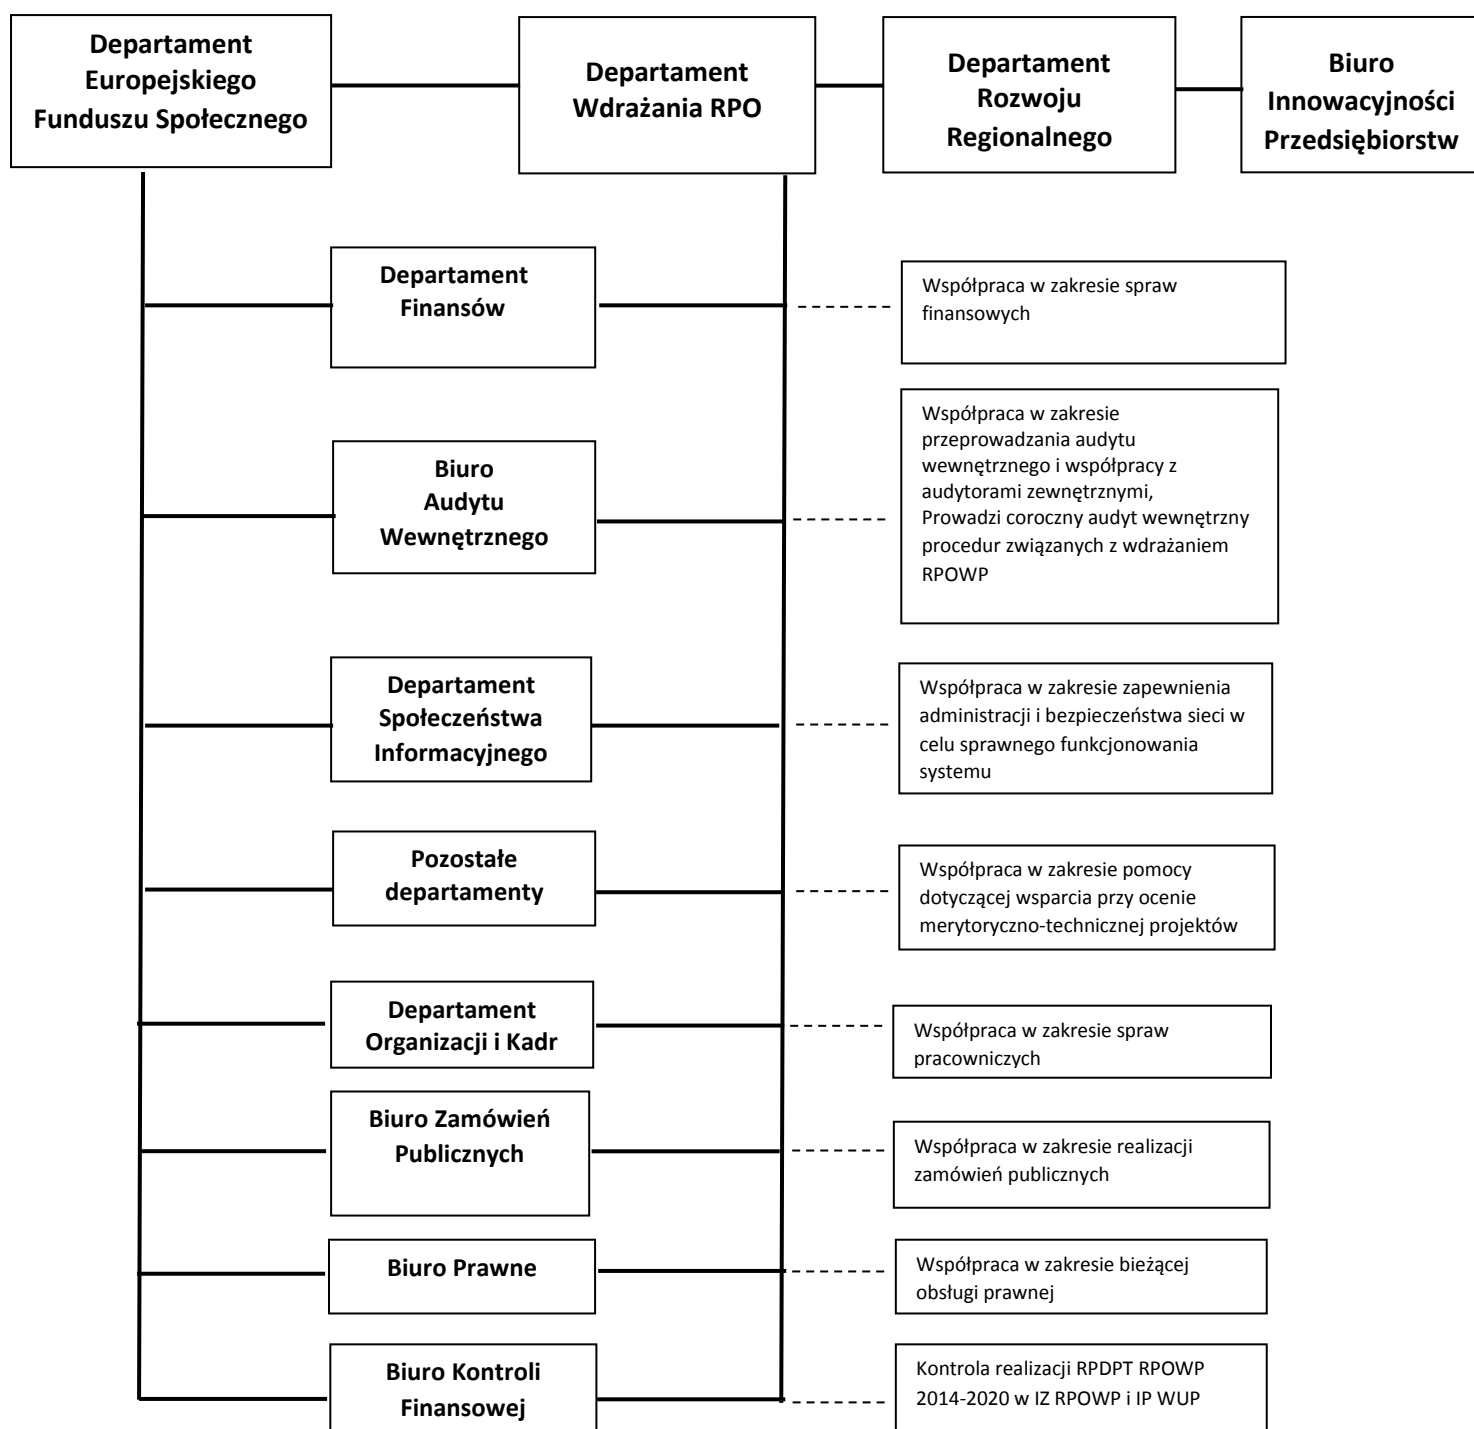 Departament
Europejskiego
Funduszu Społecznego
Departament
Wdrażania RPO
Departament
Rozwoju
Regionalnego
Biuro
Innowacyjności
Przedsiębiorstw
Departament
Finansów
Współpraca w zakresie spraw
finansowych
Biuro
Audytu
Wewnętrznego
Współpraca w zakresie
przeprowadzania audytu
wewnętrznego i współpracy z
audytorami zewnętrznymi,
Prowadzi coroczny audyt wewnętrzny
procedur związanych z wdrażaniem
RPOWP
Departament
Społeczeństwa
Informacyjnego
Współpraca w zakresie zapewnienia
administracji i bezpieczeństwa sieci w
celu sprawnego funkcjonowania
systemu
Pozostałe
departamenty
Współpraca w zakresie pomocy
dotyczącej wsparcia przy ocenie
merytoryczno-technicznej projektów
Departament
Organizacji i Kadr
Współpraca w zakresie spraw
pracowniczych
Biuro Zamówień
Publicznych
Współpraca w zakresie realizacji
zamówień publicznych
Biuro Prawne
Współpraca w zakresie bieżącej
obsługi prawnej
Biuro Kontroli
Finansowej
Kontrola realizacji RPDPT RPOWP
2014-2020 w IZ RPOWP i IP WUP